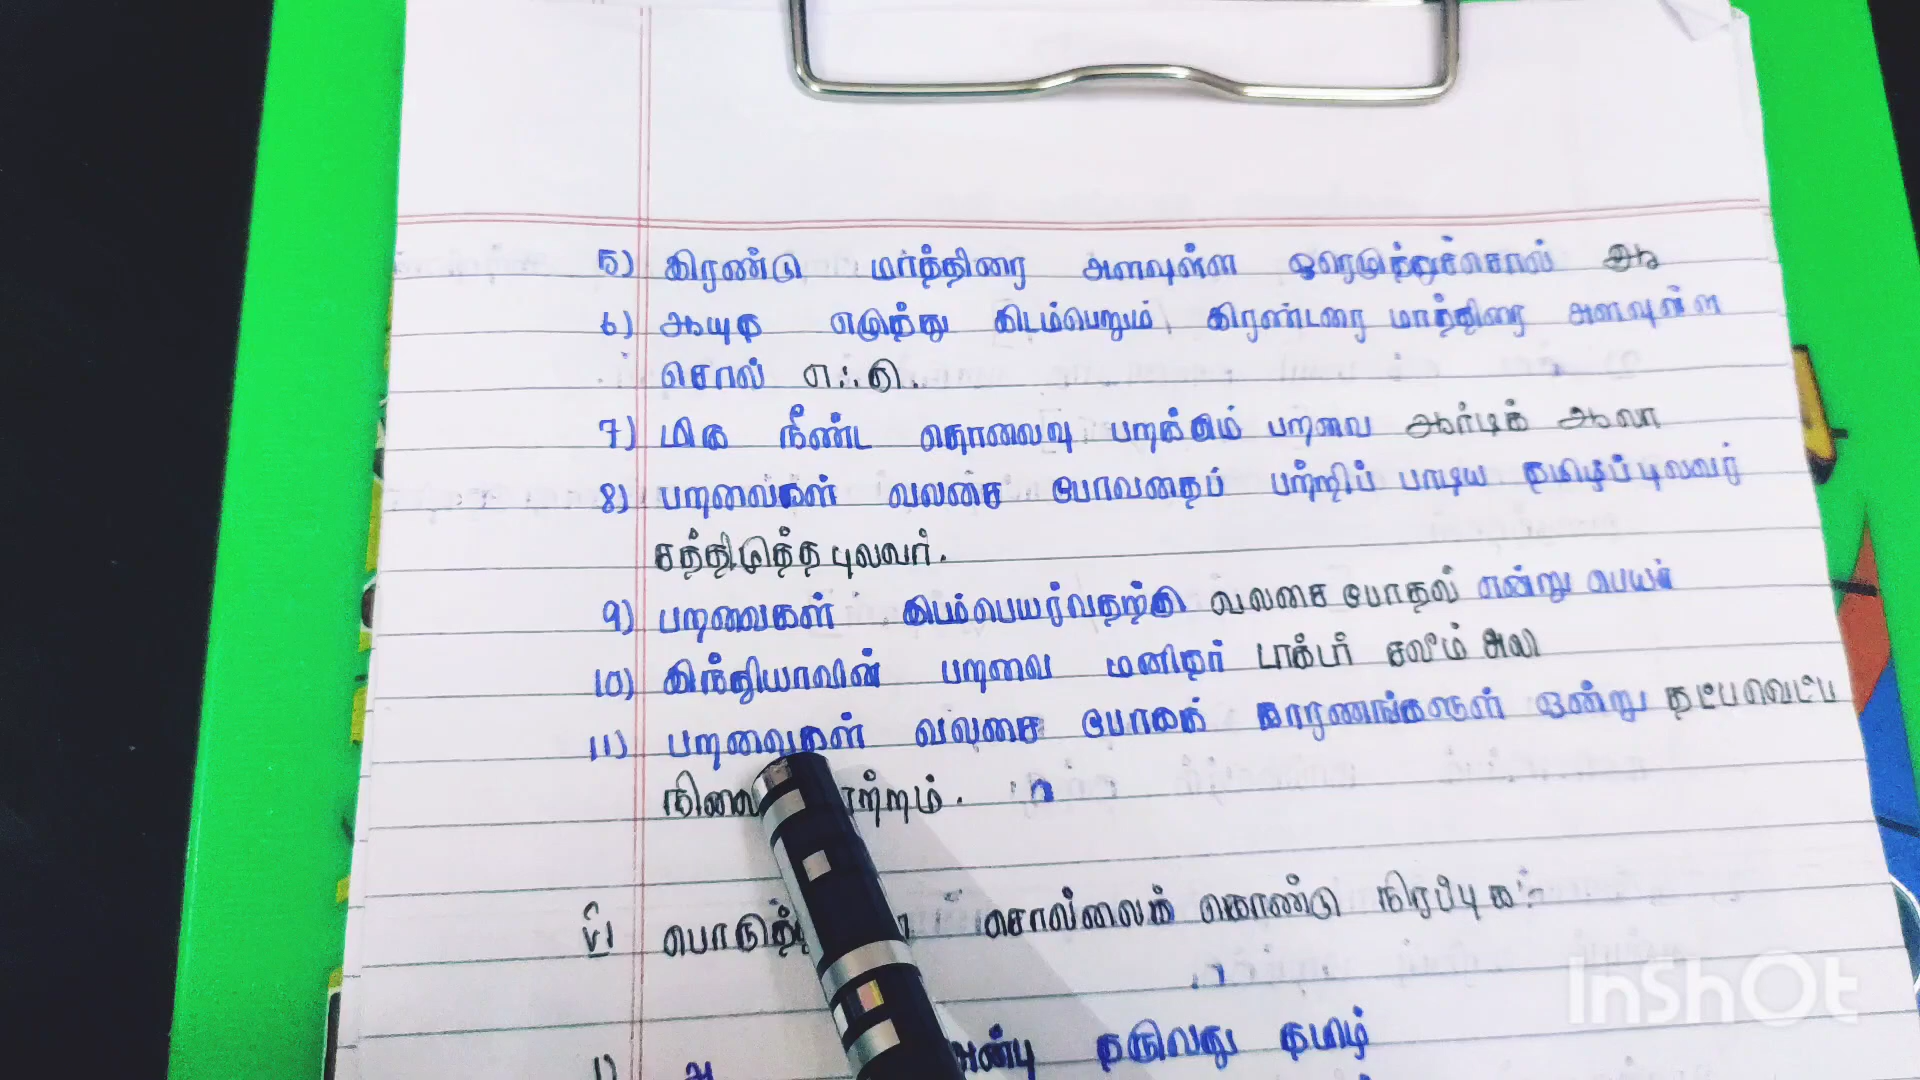 5) இரண்டு மாத்திரை அளவுள்ள ஓரெழுத்துச்சொல் ஆ
6) ஆயுத எழுத்து இடம்பெறும் இரண்டரை மாத்திரை அளவுள்ள
சொல் எஃகு.
7) மிக நீண்ட தொலைவு பறக்கும் பறவை ஆர்டிக் ஆலா
8) பறவைகள் வலசை போவதைப் பற்றிப் பாடிய தமிழ்ப்புலவர்
சத்திமுத்த புலவர்.
9) பறவைகள் இடம்பெயர்வதற்கு வலசை போதல் என்று பெயர்
10) இந்தியாவின் பறவை மனிதர் டாக்டர் சலீம் அலி
11) பறவைகள் வலசை போகக் காரணங்களுள் ஒன்று தட்பவெட்ப
சொல்லைக் கொண்டு நிரப்புக:
1) அன்பு தருவது தமிழ்
InShOt